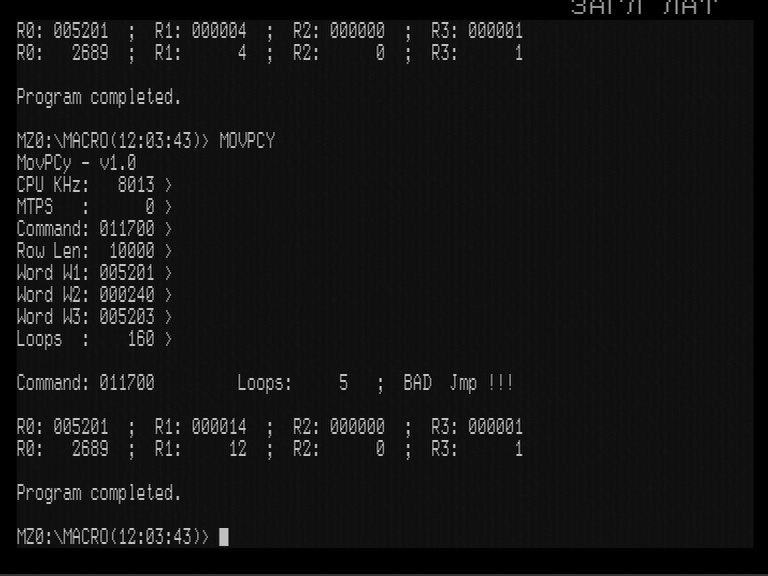 R0: 005201  ;  R1: 000004  ;  R2: 000000  ;  R3: 000001
R0:   2689  ;  R1:      4  ;  R2:      0  ;  R3:      1
Program completed.
MZ0:\MACRO(12:03:43)> MOVPCY
MovPCy - v1.0
CPU KHz:   8013 >
MTPS   :      0 >
Command: 011700 >
Row Len:  10000 >
Word W1: 005201 >
Word W2: 000240 >
Word W3: 005203 >
Loops  :    160 >
Command: 011700         Loops:     5   ;  BAD  Jmp !!!
R0: 005201  ;  R1: 000014  ;  R2: 000000  ;  R3: 000001
R0:   2689  ;  R1:     12  ;  R2:      0  ;  R3:      1
Program completed.
MZ0:\MACRO(12:03:43)>